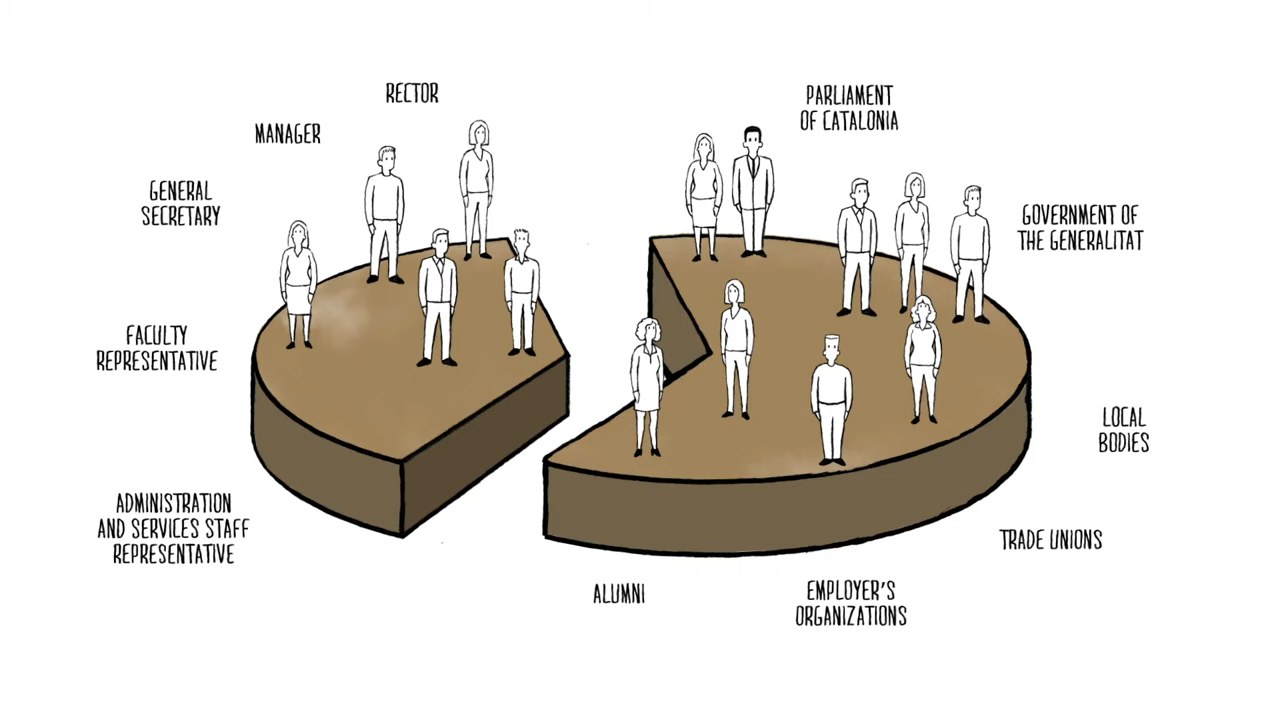 RECTOR
MANAGER
GENERAL
SECRETARY
FACULTY
REPRESENTATIVE
ADMINISTRATION
AND SERVICES STAFF
REPRESENTATIVE
PARLIAMENT
OF CATALONIA
GOVERNMENT OF
THE GENERALITAT
LOCAL
BODIES
TRADE UNIONS
EMPLOYER'S
ORGANIZATIONS
ALUMNI